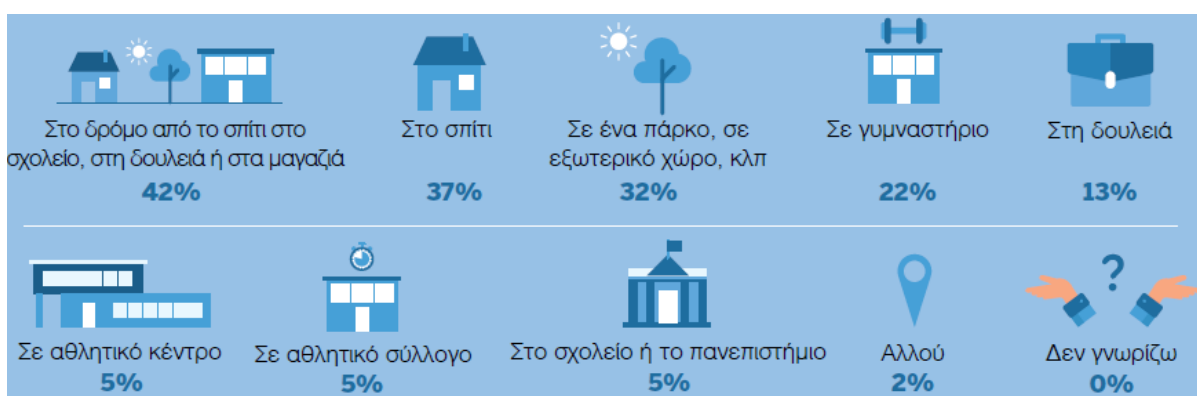 Στο δρόμο από το σπίτι στο
σχολείο, στη δουλειά ή στα μαγαζιά
42%
Στο σπίτι
37%
Σε ένα πάρκο, σε
εξωτερικό χώρο, κλπ
32%
Σε γυμναστήριο
22%
Στη δουλειά
13%
Σε αθλητικό κέντρο
5%
Σε αθλητικό σύλλογο
5%
Στο σχολείο ή το πανεπιστήμιο
5%
Αλλού
2%
?
Δεν γνωρίζω
0%